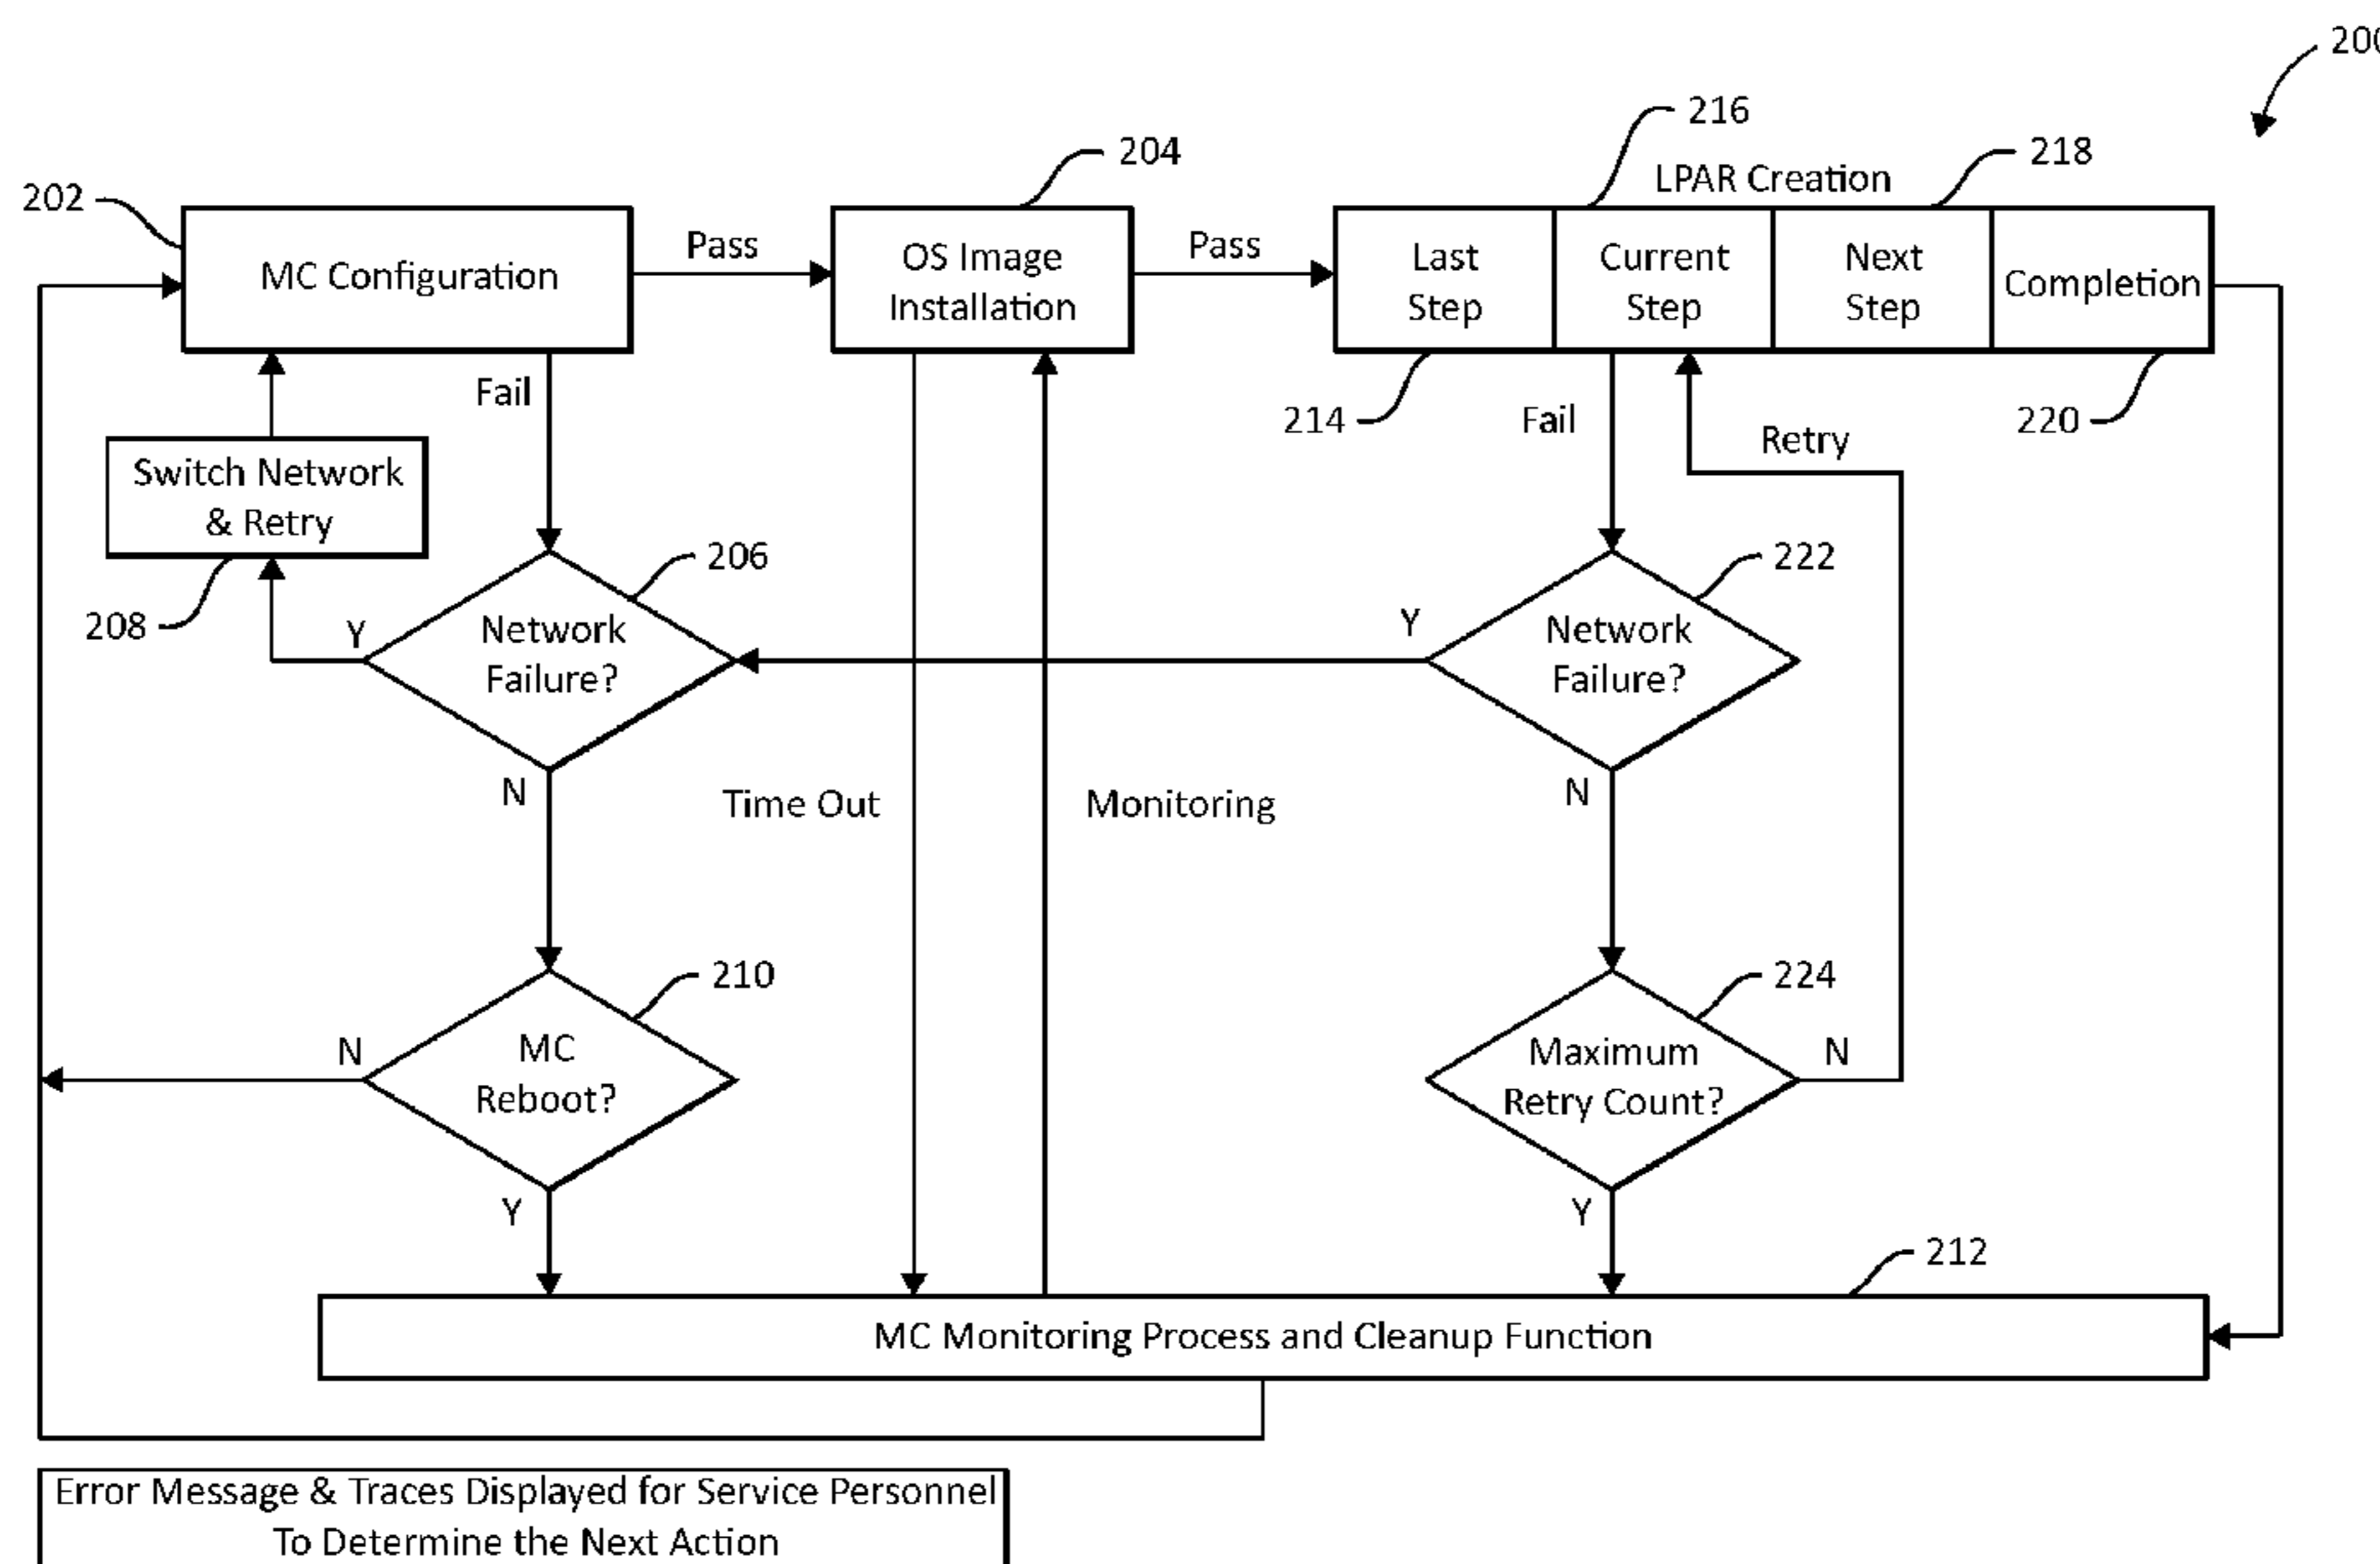 200
216
204
218
LPAR Creation
202
MC Configuration
Pass
OS Image
Installation
Pass
Last
Step
Current
Step
Next
Step
Completion
Fail
214
Fail
220
Retry
Switch Network
& Retry
208
206
222
Y
Network
Failure?
Y
Network
Failure?
N
Time Out
Monitoring
N
210
224
N
MC
Reboot?
Maximum
Retry Count?
N
Y
Y
212
MC Monitoring Process and Cleanup Function
Error Message & Traces Displayed for Service Personnel
To Determine the Next Action